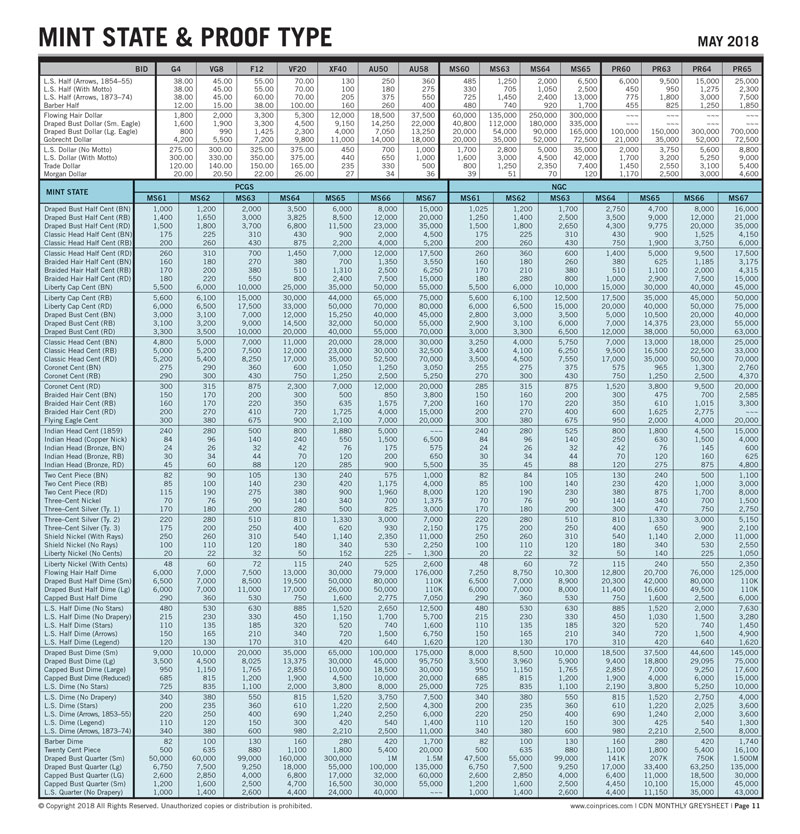 MINT STATE & PROOF TYPE MAY 2018
BID G4 VG8 F12 VF20 XF40 AU50 AU58 MS60 MS63 MS64 MS65 PR60 PR63 PR64 PR65
L.S. Half (Arrows, 1854–55) 38.00 45.00 55.00 70.00 130 250 360 485 1,250 2,000 6,500 6,000 9,500 15,000 25,000
L.S. Half (With Motto) 38.00 45.00 55.00 70.00 100 180 275 330 705 1,050 2,500 450 950 1,275 2,300
L.S. Half (Arrows, 1873–74) 38.00 45.00 60.00 70.00 205 375 550 725 1,450 2,400 13,000 775 1,800 3,000 7,500
Barber Half 12.00 15.00 38.00 100.00 160 260 400 480 740 920 1,700 455 825 1,250 1,850
Flowing Hair Dollar 1,800 2,000 3,300 5,300 12,000 18,500 37,500 60,000 135,000 250,000 300,000 ––– ––– ––– –––
Draped Bust Dollar (Sm. Eagle) 1,600 1,900 3,300 4,500 9,150 14,250 22,000 40,800 112,000 180,000 335,000 ––– ––– ––– –––
Draped Bust Dollar (Lg. Eagle) 800 990 1,425 2,300 4,000 7,050 13,250 20,000 54,000 90,000 165,000 100,000 150,000 300,000 700,000
Gobrecht Dollar 4,200 5,500 7,200 9,800 11,000 14,000 18,000 20,000 35,000 52,000 72,500 21,000 35,000 52,000 72,500
L.S. Dollar (No Motto) 275.00 300.00 325.00 375.00 450 700 1,000 1,700 2,800 5,000 35,000 2,000 3,750 5,600 8,800
L.S. Dollar (With Motto) 300.00 330.00 350.00 375.00 440 650 1,000 1,600 3,000 4,500 42,000 1,700 3,200 5,250 9,000
Trade Dollar 120.00 140.00 150.00 165.00 235 330 500 800 1,250 2,350 7,400 1,450 2,550 3,100 5,400
Morgan Dollar 20.00 20.50 22.00 26.00 27 34 36 39 51 70 120 1,170 2,500 3,000 4,600
MINT STATE PCGS NGC
MS61 MS62 MS63 MS64 MS65 MS66 MS67 MS61 MS62 MS63 MS64 MS65 MS66 MS67
Draped Bust Half Cent (BN) 1,000 1,200 2,000 3,500 6,000 8,000 15,000 1,025 1,200 1,700 2,750 4,700 8,000 16,000
Draped Bust Half Cent (RB) 1,400 1,650 3,000 3,825 8,500 12,000 20,000 1,250 1,400 2,500 3,500 9,000 12,000 21,000
Draped Bust Half Cent (RD) 1,500 1,800 3,700 6,800 11,500 23,000 35,000 1,500 1,800 2,650 4,300 9,775 20,000 35,000
Classic Head Half Cent (BN) 175 225 310 430 900 2,000 4,500 175 225 310 430 900 1,525 4,150
Classic Head Half Cent (RB) 200 260 430 875 2,200 4,000 5,200 200 260 430 750 1,900 3,750 6,000
Classic Head Half Cent (RD) 260 310 700 1,450 7,000 12,000 17,500 260 360 600 1,400 5,000 9,500 17,500
Braided Hair Half Cent (BN) 160 180 270 380 700 1,350 3,550 160 180 260 380 625 1,185 3,175
Braided Hair Half Cent (RB) 170 200 380 510 1,310 2,500 6,250 170 210 380 510 1,100 2,000 4,315
Braided Hair Half Cent (RD) 180 220 550 800 2,400 7,500 15,000 180 280 800 1,000 2,900 7,500 15,000
Liberty Cap Cent (BN) 5,500 6,000 10,000 25,000 35,000 50,000 55,000 5,500 6,000 10,000 15,000 30,000 40,000 45,000
Liberty Cap Cent (RB) 5,600 6,100 15,000 30,000 44,000 65,000 75,000 5,600 6,100 12,500 17,500 35,000 45,000 50,000
Liberty Cap Cent (RD) 6,000 6,500 17,500 33,000 50,000 70,000 80,000 6,000 6,500 15,000 20,000 40,000 50,000 75,000
Draped Bust Cent (BN) 3,000 3,100 7,000 12,000 15,250 40,000 45,000 2,800 3,000 3,500 5,000 10,500 20,000 40,000
Draped Bust Cent (RB) 3,100 3,200 9,000 14,500 32,000 50,000 55,000 2,900 3,100 6,000 7,000 14,375 23,000 55,000
Draped Bust Cent (RD) 3,300 3,500 10,000 20,000 40,000 55,000 70,000 3,000 3,300 6,500 12,000 38,000 50,000 63,000
Classic Head Cent (BN) 4,800 5,000 7,000 11,000 20,000 28,000 30,000 3,250 4,000 5,750 7,000 13,000 18,000 25,000
Classic Head Cent (RB) 5,000 5,200 7,500 12,000 23,000 30,000 32,500 3,400 4,100 6,250 9,500 16,500 22,500 33,000
Classic Head Cent (RD) 5,200 5,400 8,250 17,000 35,000 52,500 70,000 3,500 4,500 7,550 17,000 35,000 50,000 70,000
Coronet Cent (BN) 275 290 360 600 1,050 1,250 3,050 255 275 375 575 965 1,300 2,760
Coronet Cent (RB) 290 300 430 750 1,250 2,500 5,250 270 300 430 750 1,250 2,500 4,370
Coronet Cent (RD) 300 315 875 2,300 7,000 12,000 20,000 285 315 875 1,520 3,800 9,500 20,000
Braided Hair Cent (BN) 150 170 200 300 500 850 3,800 150 160 200 300 475 700 2,585
Braided Hair Cent (RB) 160 170 220 350 635 1,575 7,200 160 170 220 350 610 1,015 3,300
Braided Hair Cent (RD) 200 270 410 720 1,725 4,000 15,000 200 270 400 600 1,625 2,775 –––
Flying Eagle Cent 300 380 675 900 2,100 7,000 20,000 300 380 675 950 2,000 4,000 20,000
Indian Head Cent (1859) 240 280 500 800 1,880 5,000 ––– 240 280 525 800 1,800 4,500 15,000
Indian Head (Copper Nick) 84 96 140 240 550 1,500 6,500 84 96 140 250 630 1,500 4,000
Indian Head (Bronze, BN) 24 26 32 42 76 175 575 24 26 32 42 76 145 600
Indian Head (Bronze, RB) 30 34 44 70 120 200 650 30 34 44 70 120 160 625
Indian Head (Bronze, RD) 45 60 88 120 285 900 5,500 35 45 88 120 275 875 4,800
Two Cent Piece (BN) 82 90 105 130 240 575 1,000 82 84 105 130 240 500 1,100
Two Cent Piece (RB) 85 100 140 230 420 1,175 4,000 85 100 140 230 420 1,000 3,000
Two Cent Piece (RD) 115 190 275 380 900 1,960 8,000 120 190 230 380 875 1,700 8,000
Three–Cent Nickel 70 76 90 140 340 700 1,375 70 76 90 140 340 700 1,500
Three–Cent Silver (Ty. 1) 170 180 200 280 500 825 3,000 170 180 200 300 470 750 2,750
Three–Cent Silver (Ty. 2) 220 280 510 810 1,330 3,000 7,000 220 280 510 810 1,330 3,000 5,150
Three–Cent Silver (Ty. 3) 175 200 250 400 620 930 2,150 175 200 250 400 650 900 2,100
Shield Nickel (With Rays) 250 260 310 540 1,140 2,350 11,000 250 260 310 540 1,140 2,000 11,000
Shield Nickel (No Rays) 100 110 120 180 340 530 2,250 100 110 120 180 340 530 2,550
Liberty Nickel (No Cents) 20 22 32 50 152 225 – 1,300 20 22 32 50 140 225 1,050
Liberty Nickel (With Cents) 48 60 72 115 240 525 2,600 48 60 72 115 240 550 2,350
Flowing Hair Half Dime 6,000 7,000 7,500 13,000 30,000 79,000 176,000 7,250 8,750 10,300 12,800 20,700 76,000 125,000
Draped Bust Half Dime (Sm) 6,500 7,000 8,500 19,500 50,000 80,000 110K 6,500 7,000 8,900 20,300 42,000 80,000 110K
Draped Bust Half Dime (Lg) 6,000 7,000 11,000 17,000 26,000 50,000 110K 6,000 7,000 8,000 11,400 16,600 49,500 110K
Capped Bust Half Dime 290 360 530 750 1,600 2,775 7,050 290 360 530 750 1,600 2,500 6,000
L.S. Half Dime (No Stars) 480 530 630 885 1,520 2,650 12,500 480 530 630 885 1,520 2,000 7,630
L.S. Half Dime (No Drapery) 215 230 330 450 1,150 1,700 5,700 215 230 330 450 1,030 1,500 3,280
L.S. Half Dime (Stars) 110 135 185 320 520 740 1,600 110 135 185 320 520 740 1,450
L.S. Half Dime (Arrows) 150 165 210 340 720 1,500 6,750 150 165 210 340 720 1,500 4,900
L.S. Half Dime (Legend) 120 130 170 310 420 640 1,620 120 130 170 310 420 640 1,620
Draped Bust Dime (Sm) 9,000 10,000 20,000 35,000 65,000 100,000 175,000 8,000 8,500 10,000 18,500 37,500 44,600 145,000
Draped Bust Dime (Lg) 3,500 4,500 8,025 13,375 30,000 45,000 95,750 3,500 3,960 5,900 9,400 18,800 29,095 75,000
Capped Bust Dime (Large) 950 1,150 1,765 2,850 10,000 18,500 30,000 950 1,150 1,765 2,850 7,000 9,250 17,600
Capped Bust Dime (Reduced) 685 815 1,200 1,900 4,500 10,000 20,000 685 815 1,200 1,900 4,000 6,000 15,000
L.S. Dime (No Stars) 725 835 1,100 2,000 3,800 8,000 25,000 725 835 1,100 2,190 3,800 5,250 10,000
L.S. Dime (No Drapery) 340 380 550 815 1,520 3,750 7,500 340 380 550 815 1,520 2,750 4,000
L.S. Dime (Stars) 200 235 360 610 1,220 2,500 4,300 200 235 360 610 1,220 2,025 3,600
L.S. Dime (Arrows, 1853–55) 220 250 400 690 1,240 2,250 6,000 220 250 400 690 1,240 2,000 3,600
L.S. Dime (Legend) 110 120 150 300 420 540 1,400 110 120 150 300 425 540 1,300
L.S. Dime (Arrows, 1873–74) 340 380 600 980 2,210 2,500 11,000 340 380 600 980 2,210 2,500 8,000
Barber Dime 82 100 130 160 280 420 1,700 82 100 130 160 280 420 1,740
Twenty Cent Piece 500 635 880 1,100 1,800 5,400 20,000 500 635 880 1,100 1,800 5,400 16,100
Draped Bust Quarter (Sm) 50,000 60,000 99,000 160,000 300,000 1M 1.5M 47,500 55,000 99,000 141K 207K 750K 1.500M
Draped Bust Quarter (Lg) 6,750 7,500 9,250 18,000 55,000 100,000 135,000 6,750 7,500 9,250 17,000 33,400 63,250 135,000
Capped Bust Quarter (LG) 2,600 2,850 4,000 6,800 17,000 32,000 60,000 2,600 2,850 4,000 6,400 11,000 18,500 30,000
Capped Bust Quarter (Sm) 1,200 1,600 2,500 4,700 16,500 30,000 55,000 1,200 1,600 2,500 4,450 10,100 15,000 45,000
L.S. Quarter (No Drapery) 1,000 1,400 2,600 4,400 24,000 40,000 ––– 1,000 1,400 2,600 4,400 11,150 35,000 43,000
© Copyright 2018 All Rights Reserved. Unauthorized copies or distribution is prohibited. www.coinprices.com | CDN MONTHLY GREYSHEET | Page 11